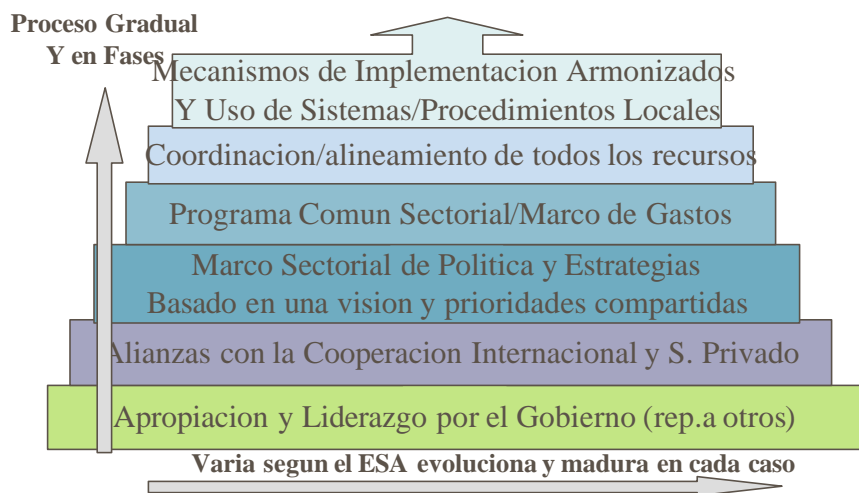 Proceso Gradual
Y en Fases
Mecanismos de Implementacion Armonizados
Y Uso de Sistemas/Procedimientos Locales
Coordinacion/alineamiento de todos los recursos
Programa Comun Sectorial/Marco de Gastos
Marco Sectorial de Politica y Estrategias
Basado en una vision y prioridades compartidas
Alianzas con la Cooperacion Internacional y S. Privado
Apropiacion y Liderazgo por el Gobierno (rep.a otros)
Varia segun el ESA evoluciona y madura en cada caso